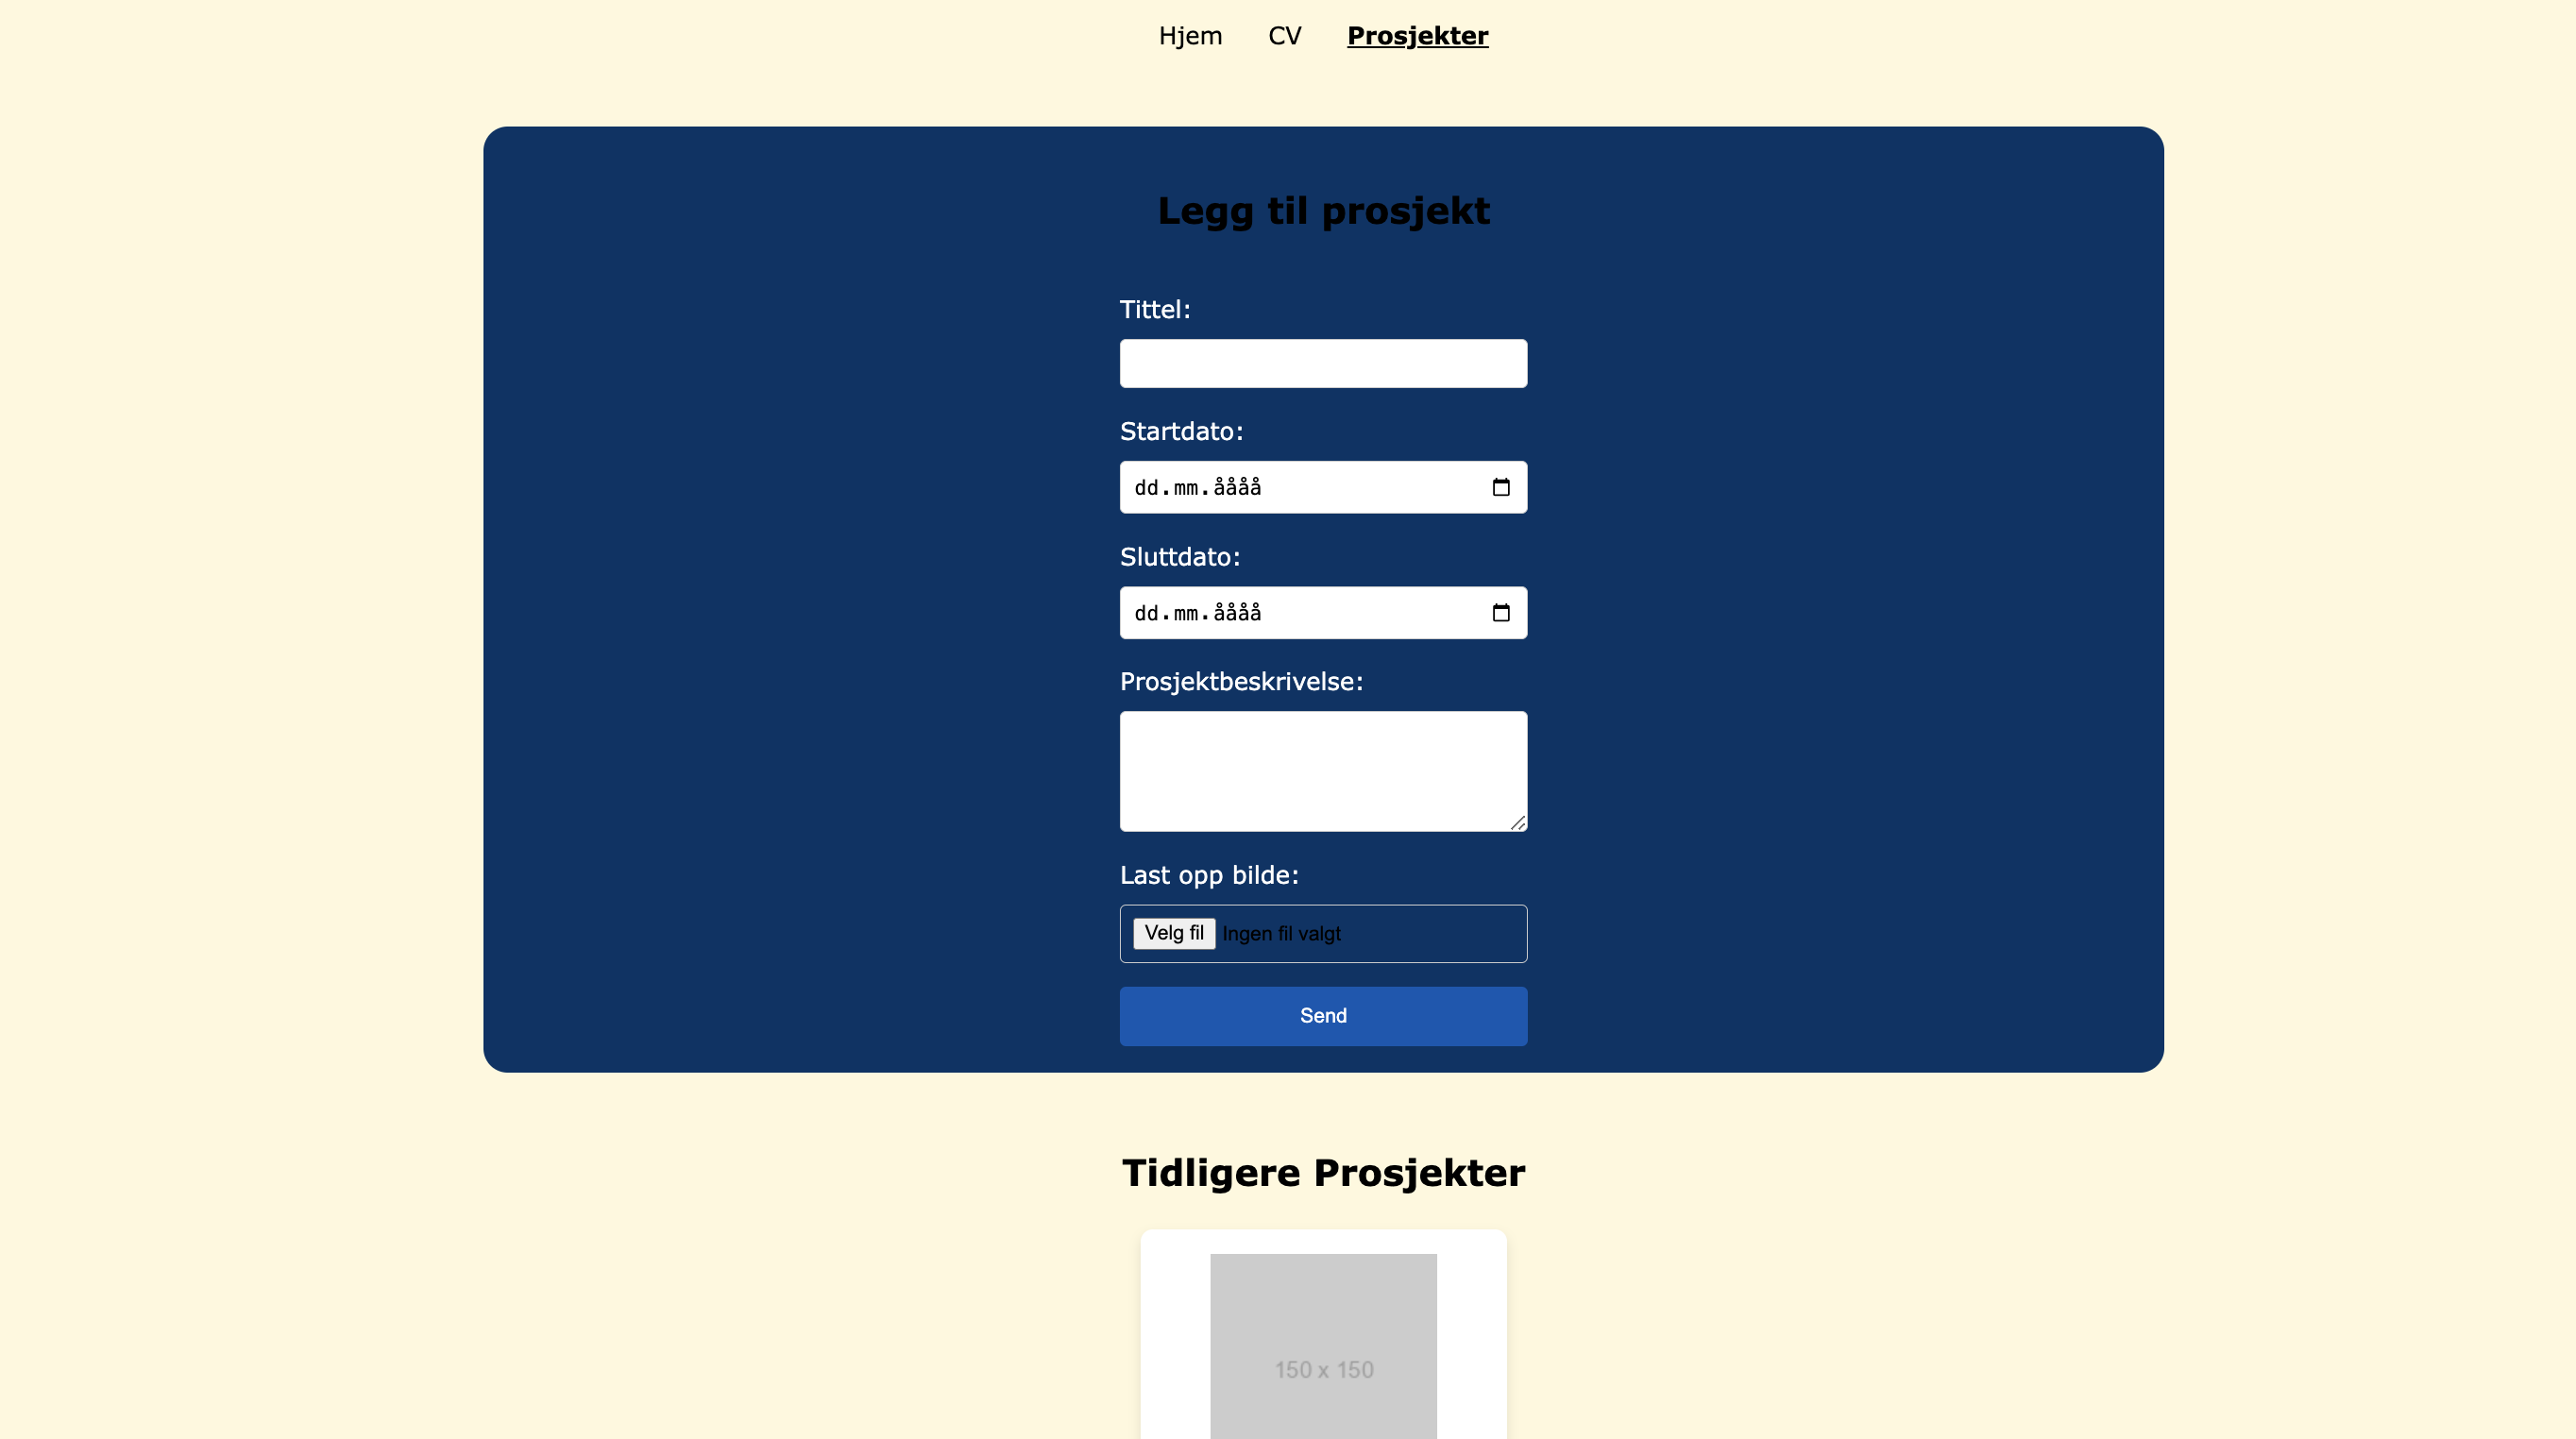 Hjem CV Prosjekter
Legg til prosjekt
Tittel:
Startdato:
dd.mm.åååå
Sluttdato:
dd.mm.åååå
Prosjektbeskrivelse:
Last opp bilde:
Velg fil Ingen fil valgt
Send
Tidligere Prosjekter
150 x 150